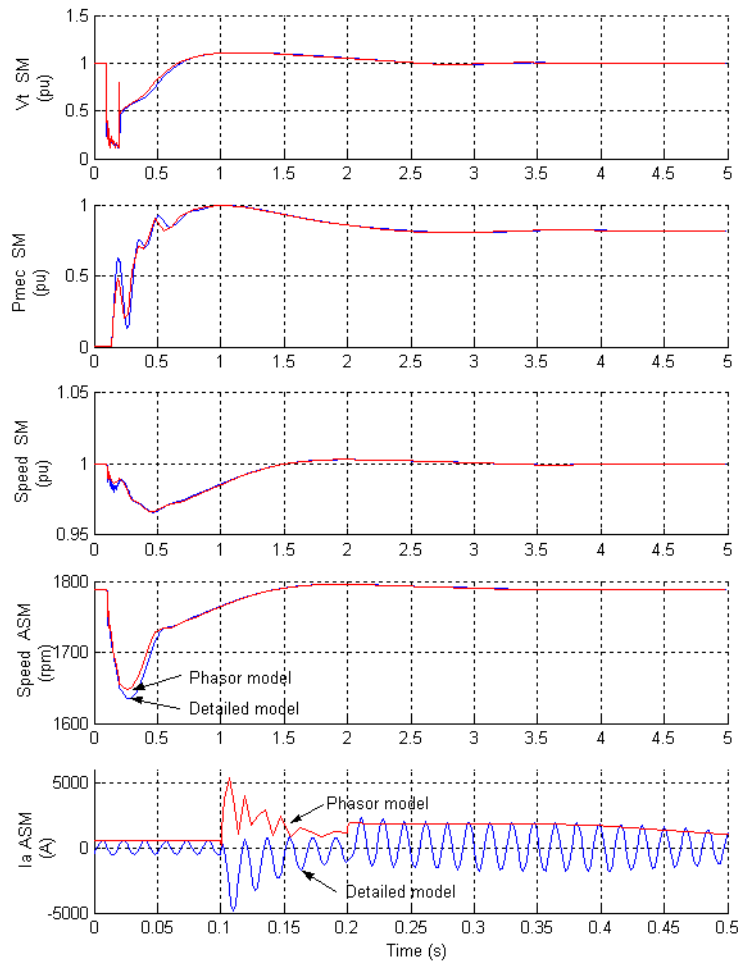 1.5
1
0.5
0
Vt SM
(pu)
0 0.5 1 1.5 2 2.5 3 3.5 4 4.5 5
1
0.5
0
Pmec SM
(pu)
0 0.5 1 1.5 2 2.5 3 3.5 4 4.5 5
1.05
1
0.95
Speed SM
(pu)
0 0.5 1 1.5 2 2.5 3 3.5 4 4.5 5
1800
1700
1600
Speed ASM
(rpm)
Phasor model
Detailed model
0 0.5 1 1.5 2 2.5 3 3.5 4 4.5 5
5000
0
-5000
Ia ASM
(A)
Phasor model
Detailed model
0 0.05 0.1 0.15 0.2 0.25 0.3 0.35 0.4 0.45 0.5
Time (s)